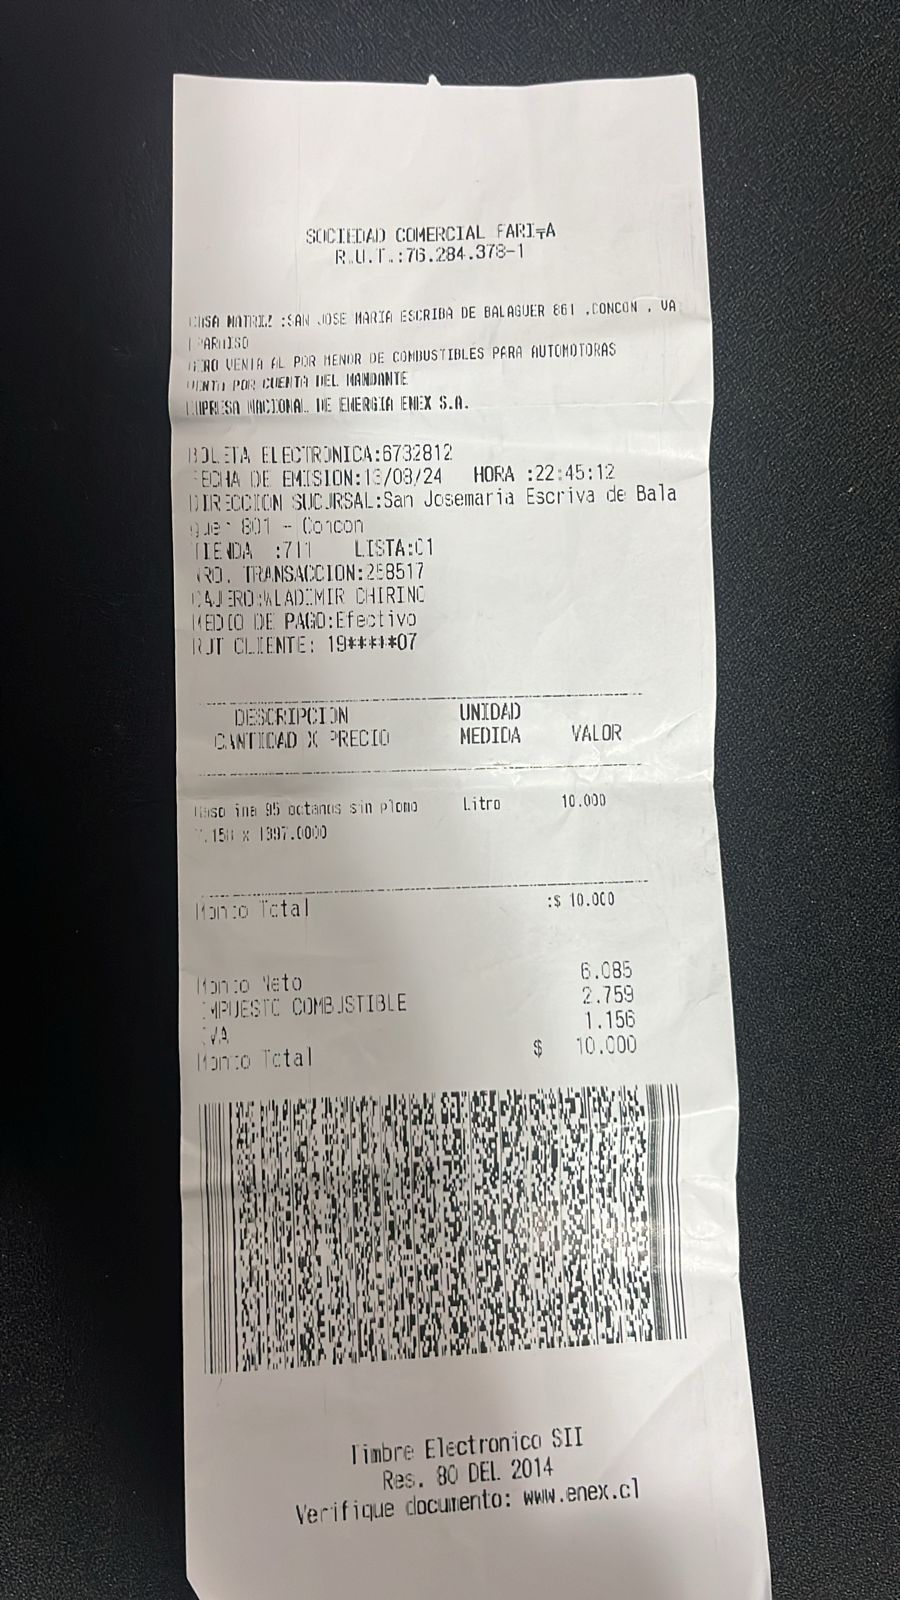 SOCIEDAD COMERCIAL FARI
R.U.T.:76.284.378-1
CASA MATRIZ :SAN JOSE MARIA ESCRIBA DE BALAGUER 861 ,CONCON , VA
LPARAISO
GIRO VENTA AL POR MENOR DE COMBUSTIBLES PARA AUTOMOTORAS
VENTA POR CUENTA DEL MANDANTE
EMPRESA NACIONAL DE ENERGIA ENEX S.A.
BOLETA ELECTRONICA:6732812
FECHA DE EMISION:13/08/24 HORA :22:45:12
DIRECCION SUCURSAL:San Josemaria Escriva de Bala
guer 801 - Concon
TIENDA :711 LISTA:01
NRO. TRANSACCION:258517
CAJERO:WLADIMIR CHIRINO
MEDIO DE PAGO:Efectivo
RUT CLIENTE: 19*****07
DESCRIPCION UNIDAD
CANTIDAD X PRECIO MEDIDA VALOR
Gasolina 95 octanos sin plomo Litro 10.000
x 1397.0000
Monto Total :$ 10.000
Monto Neto 6.085
IMPUESTO COMBUSTIBLE 2.759
IVA 1.156
Monto Total $ 10.000
Timbre Electronico SII
Res. 80 DEL 2014
Verifique documento: www.enex.cl